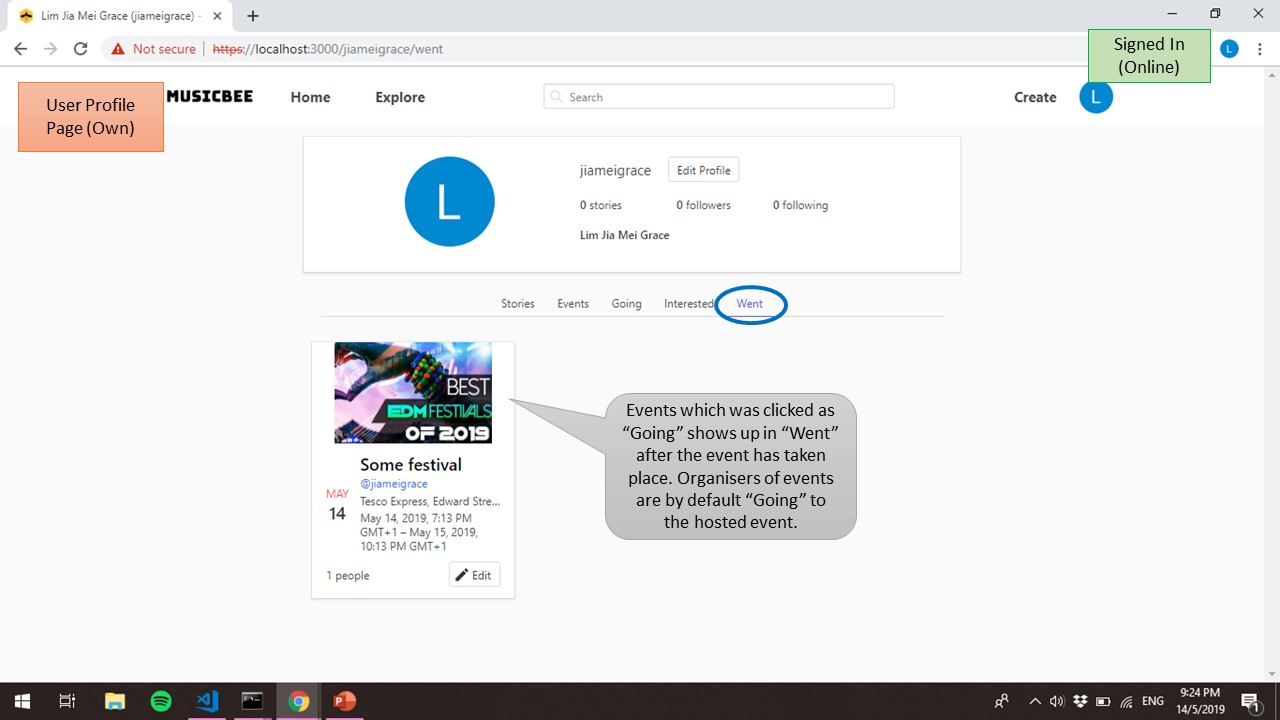 Lim Jia Mei Grace (jiameigrace) -
Not secure
https://localhost:3000/jiameigrace/went
L
Signed In
(Online)
User Profile
Page (Own)
MUSICBEE
Home
Explore
Search
Create
L
L
jiameigrace
Edit Profile
0 stories
0 followers
0 following
Lim Jia Mei Grace
Stories
Events
Going
Interested
Went
BEST
EDM FESTIVALS
OF 2019
Some festival
@jiameigrace
MAY
14
Tesco Express, Edward Stre...
May 14, 2019, 7:13 PM
GMT+1 – May 15, 2019,
10:13 PM GMT+1
1 people
Edit
Events which was clicked as
“Going” shows up in “Went”
after the event has taken
place. Organisers of events
are by default “Going” to
the hosted event.
ENG
9:24 PM
14/5/2019
1